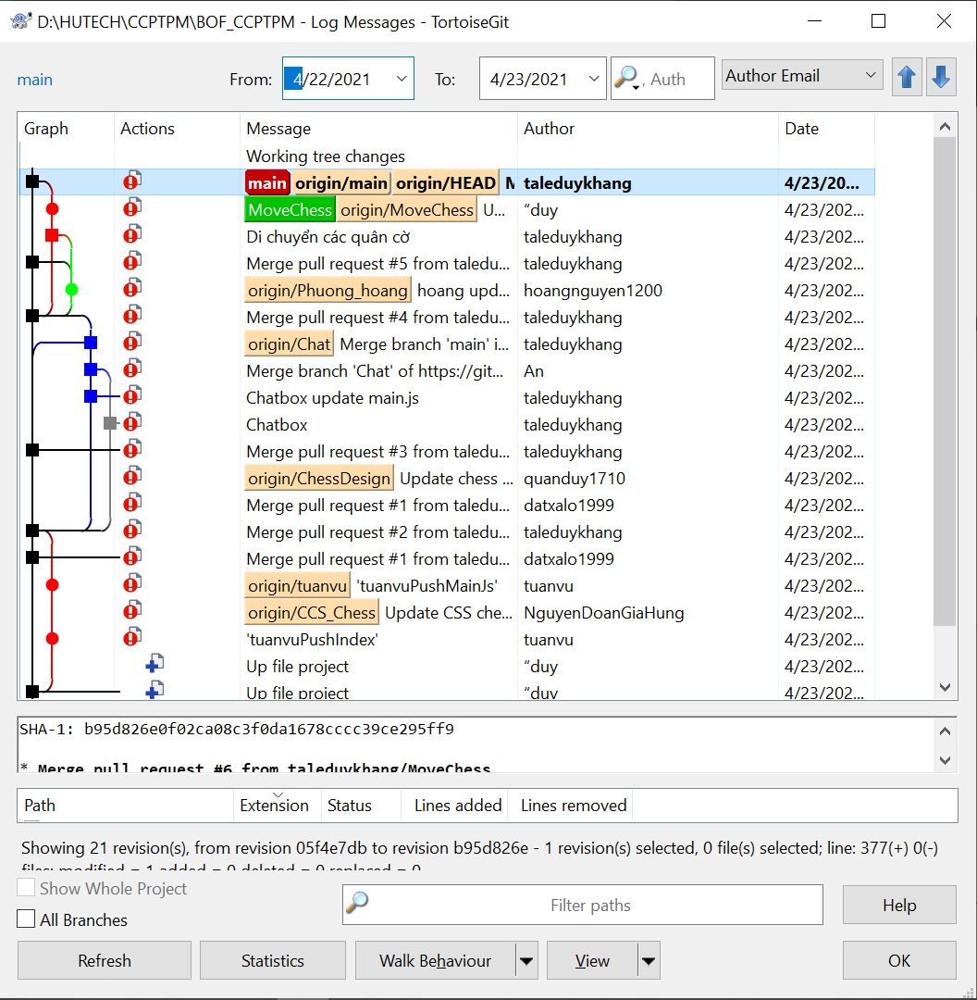 D:\HUTECH\CCPTPM\BOF_CCPTPM - Log Messages - TortoiseGit
main From: 4/22/2021 To: 4/23/2021 , Auth Author Email
Graph Actions Message Author Date
Working tree changes
main origin/main origin/HEAD M taleduykhang 4/23/20...
MoveChess origin/MoveChess U... “duy 4/23/202...
Di chuyển các quân cờ taleduykhang 4/23/202...
Merge pull request #5 from taledu... taleduykhang 4/23/202...
origin/Phuong_hoang hoang upd... hoangnguyen1200 4/23/202...
Merge pull request #4 from taledu... taleduykhang 4/23/202...
origin/Chat Merge branch 'main' i... taleduykhang 4/23/202...
Merge branch 'Chat' of https://git... An 4/23/202...
Chatbox update main.js taleduykhang 4/23/202...
Chatbox taleduykhang 4/23/202...
Merge pull request #3 from taledu... taleduykhang 4/23/202...
origin/ChessDesign Update chess ... quanduy1710 4/23/202...
Merge pull request #1 from taledu... datxalo1999 4/23/202...
Merge pull request #2 from taledu... taleduykhang 4/23/202...
Merge pull request #1 from taledu... datxalo1999 4/23/202...
origin/tuanvu 'tuanvuPushMainJs' tuanvu 4/23/202...
origin/CCS_Chess Update CSS che... NguyenDoanGiaHung 4/23/202...
'tuanvuPushIndex' tuanvu 4/23/202...
Up file project “duy 4/23/202...
Up file project “duy 4/23/202...
SHA-1: b95d826e0f02ca08c3f0da1678cccc39ce295ff9
* Merge pull request #6 from taleduykhang/MoveChess
Path Extension Status Lines added Lines removed
Showing 21 revision(s), from revision 05f4e7db to revision b95d826e - 1 revision(s) selected, 0 file(s) selected; line: 377(+) 0(-)
files: modified = 1 added = 0 deleted = 0 replaced = 0
Show Whole Project
All Branches
Filter paths
Help
Refresh Statistics Walk Behaviour View OK